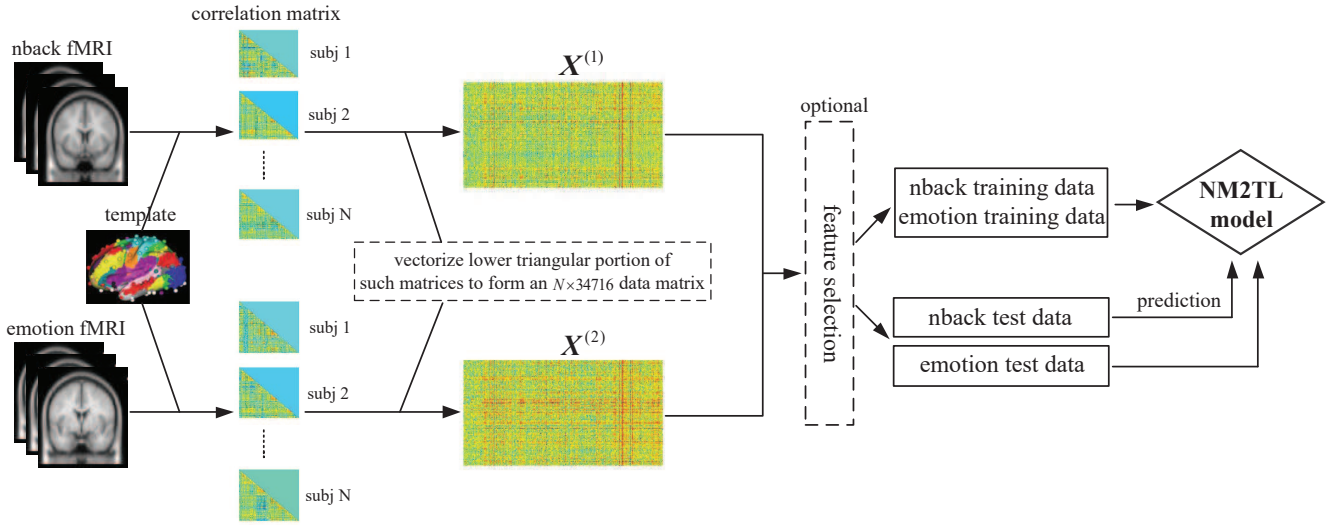 correlation matrix
nback fMRI
subj 1
subj 2
subj N
template
emotion fMRI
subj 1
subj 2
subj N
X(1)
vectorize lower triangular portion of
such matrices to form an N×34716 data matrix
X(2)
optional
feature selection
nback training data
emotion training data
NM2TL
model
prediction
nback test data
emotion test data